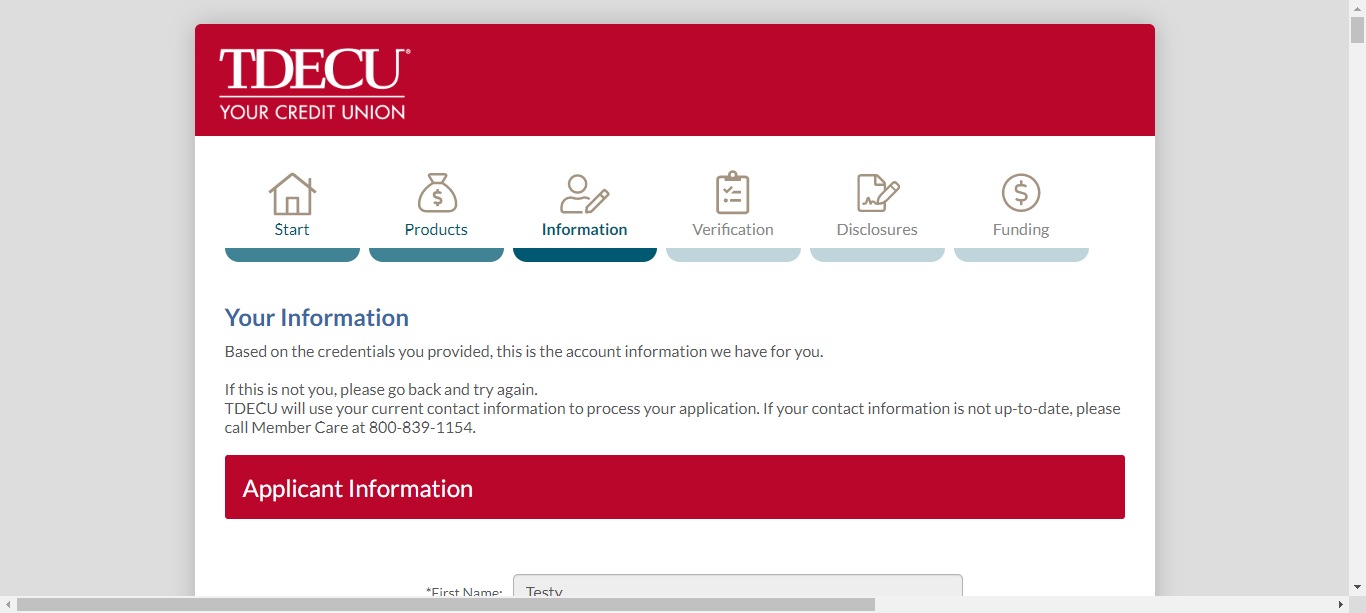 TDECU®
YOUR CREDIT UNION
Start
Products
Information
Verification
Disclosures
Funding
Your Information
Based on the credentials you provided, this is the account information we have for you.
If this is not you, please go back and try again.
TDECU will use your current contact information to process your application. If your contact information is not up-to-date, please
call Member Care at 800-839-1154.
Applicant Information
*First Name:
Testy